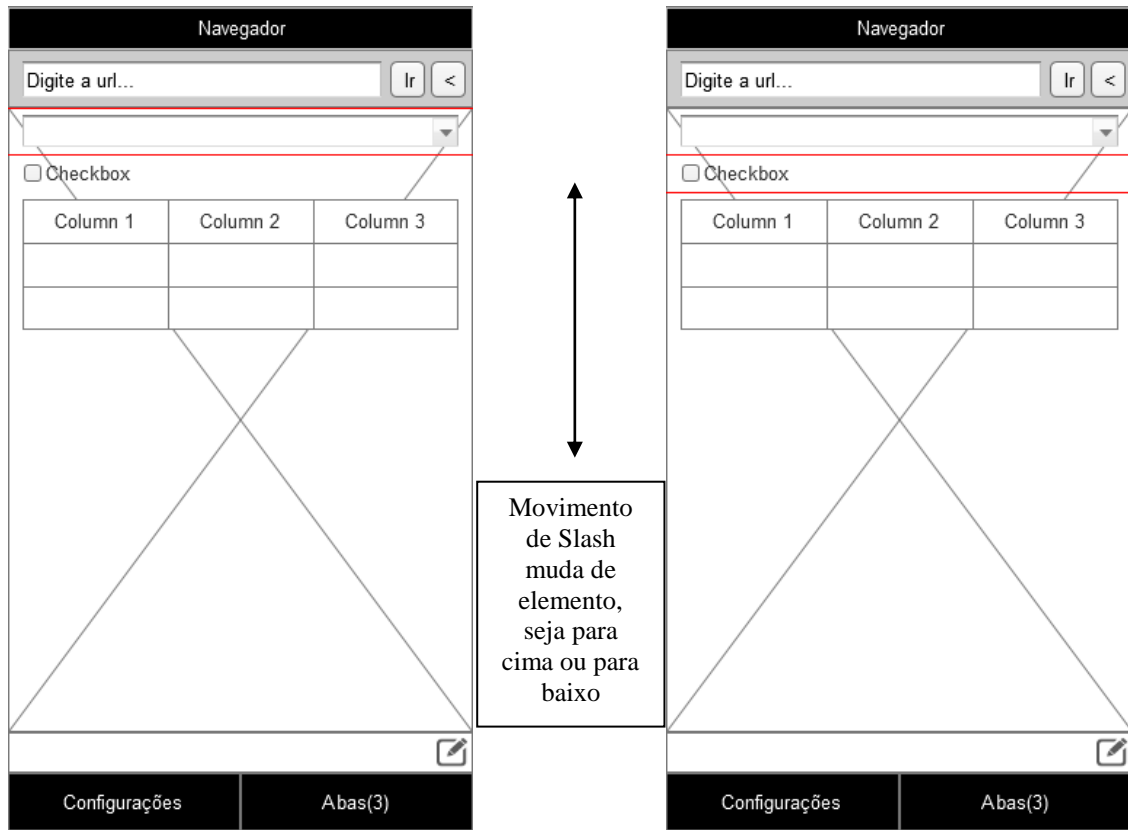 Navegador
Digite a url...
Ir
<
Checkbox
Column 1 Column 2 Column 3
Configurações
Abas(3)
Movimento
de Slash
muda de
elemento,
seja para
cima ou para
baixo
Navegador
Digite a url...
Ir
<
Checkbox
Column 1 Column 2 Column 3
Configurações
Abas(3)